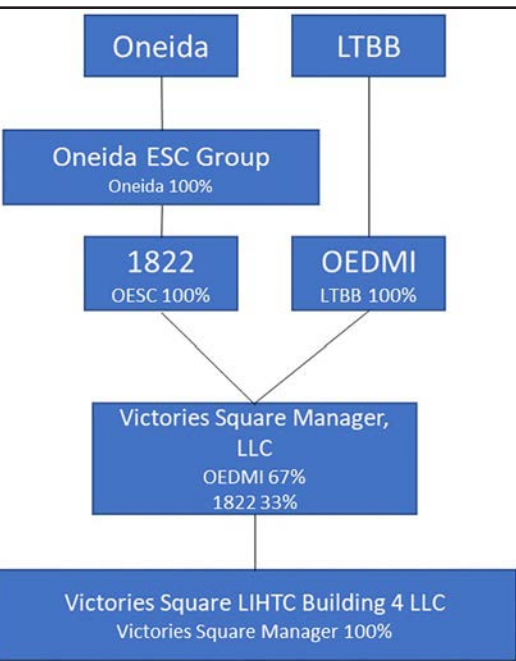 Oneida
LTBB
Oneida ESC Group
Oneida 100%
1822
OESC 100%
OEDMI
LTBB 100%
Victories Square Manager,
LLC
OEDMI 67%
1822 33%
Victories Square LIHTC Building 4 LLC
Victories Square Manager 100%